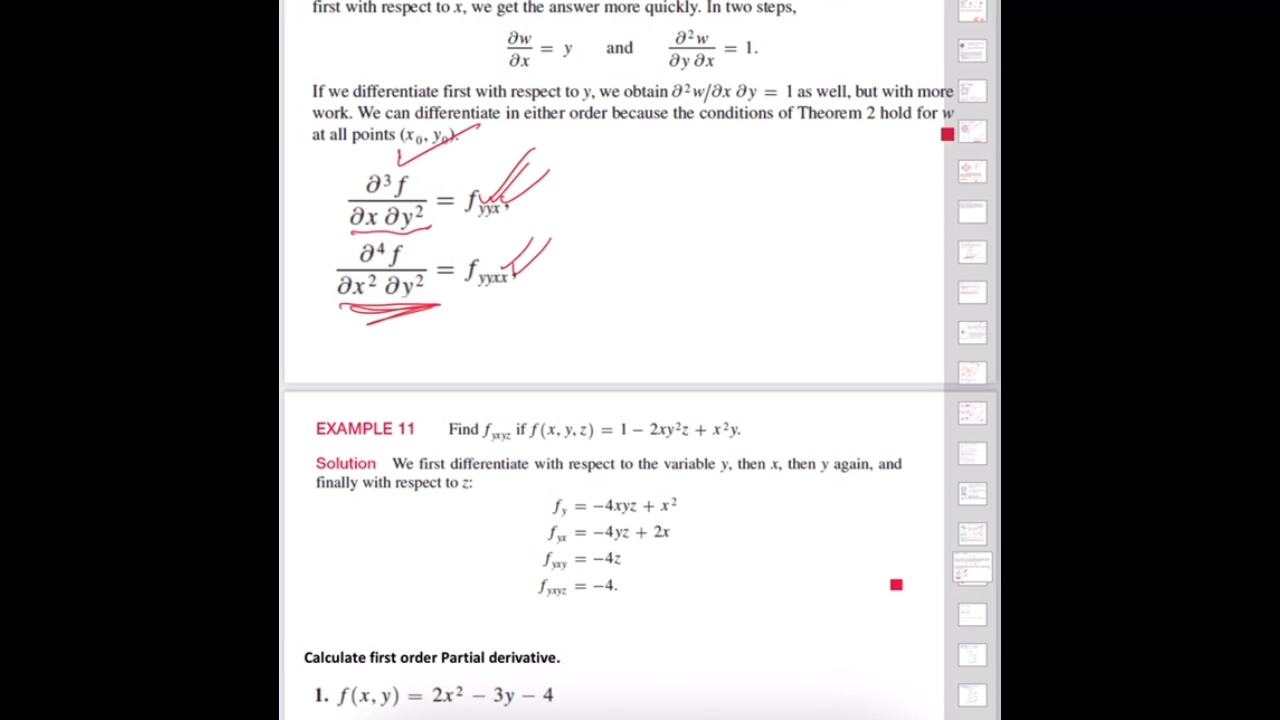 first with respect to x, we get the answer more quickly. In two steps,
∂w/∂x = y and ∂²w/∂y ∂x = 1.
If we differentiate first with respect to y, we obtain ∂²w/∂x ∂y = 1 as well, but with more
work. We can differentiate in either order because the conditions of Theorem 2 hold for w
at all points (x₀, y₀).
∂³f/∂x ∂y² = f_yyx,
∂⁴f/∂x² ∂y² = f_yyxx,
EXAMPLE 11 Find f_yxyz if f(x, y, z) = 1 − 2xy²z + x²y.
Solution We first differentiate with respect to the variable y, then x, then y again, and
finally with respect to z:
f_y = −4xyz + x²
f_yx = −4yz + 2x
f_yxy = −4z
f_yxyz = −4.
Calculate first order Partial derivative.
1. f(x, y) = 2x² − 3y − 4